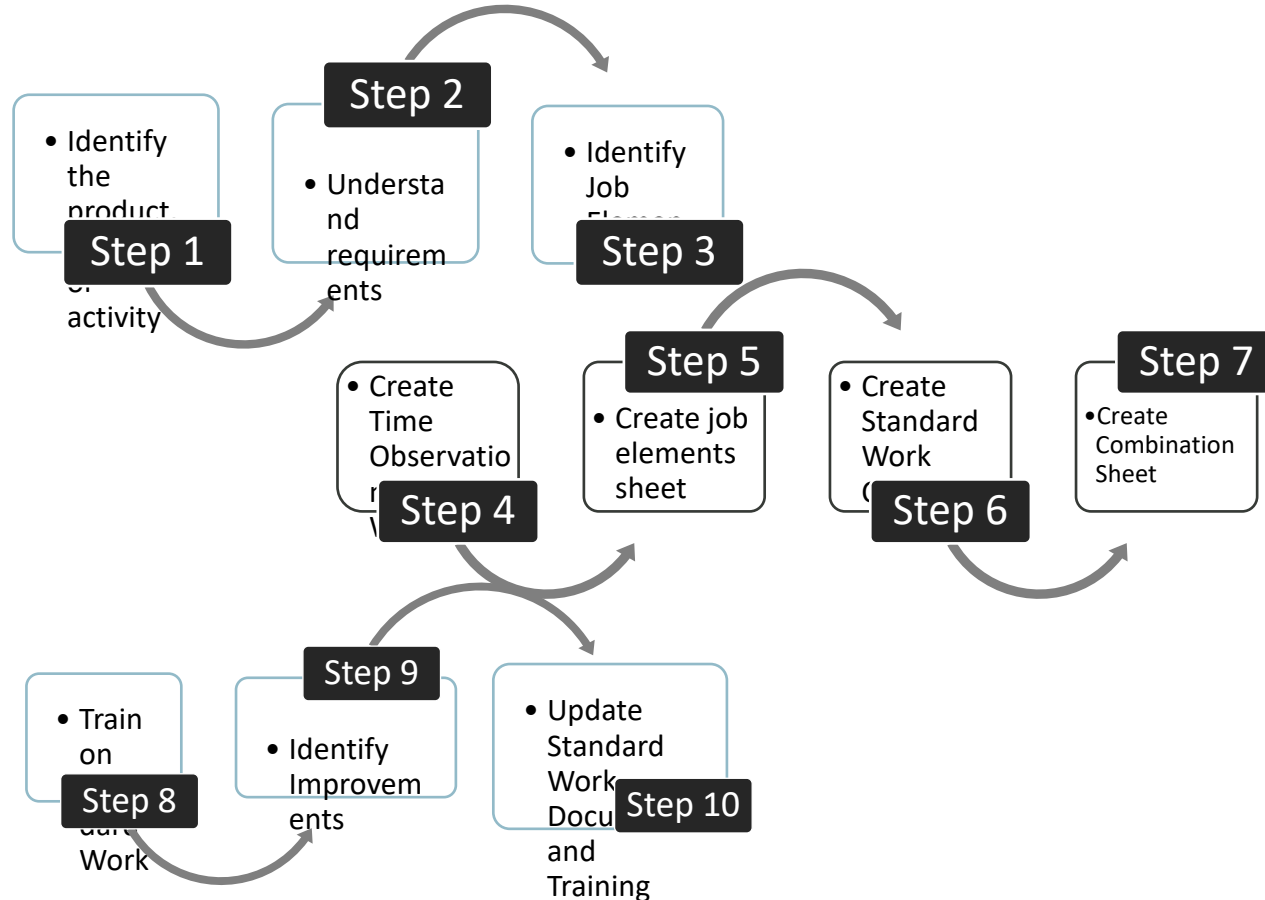 Step 1
• Identify
the
product,
activity
Step 2
• Understa
nd
requirem
ents
Step 3
• Identify
Job
Step 4
• Create
Time
Observatio
Step 5
• Create job
elements
sheet
Step 6
• Create
Standard
Work
Step 7
•Create
Combination
Sheet
Step 8
• Train
on
Work
Step 9
• Identify
Improvem
ents
Step 10
• Update
Standard
Work
and
Training